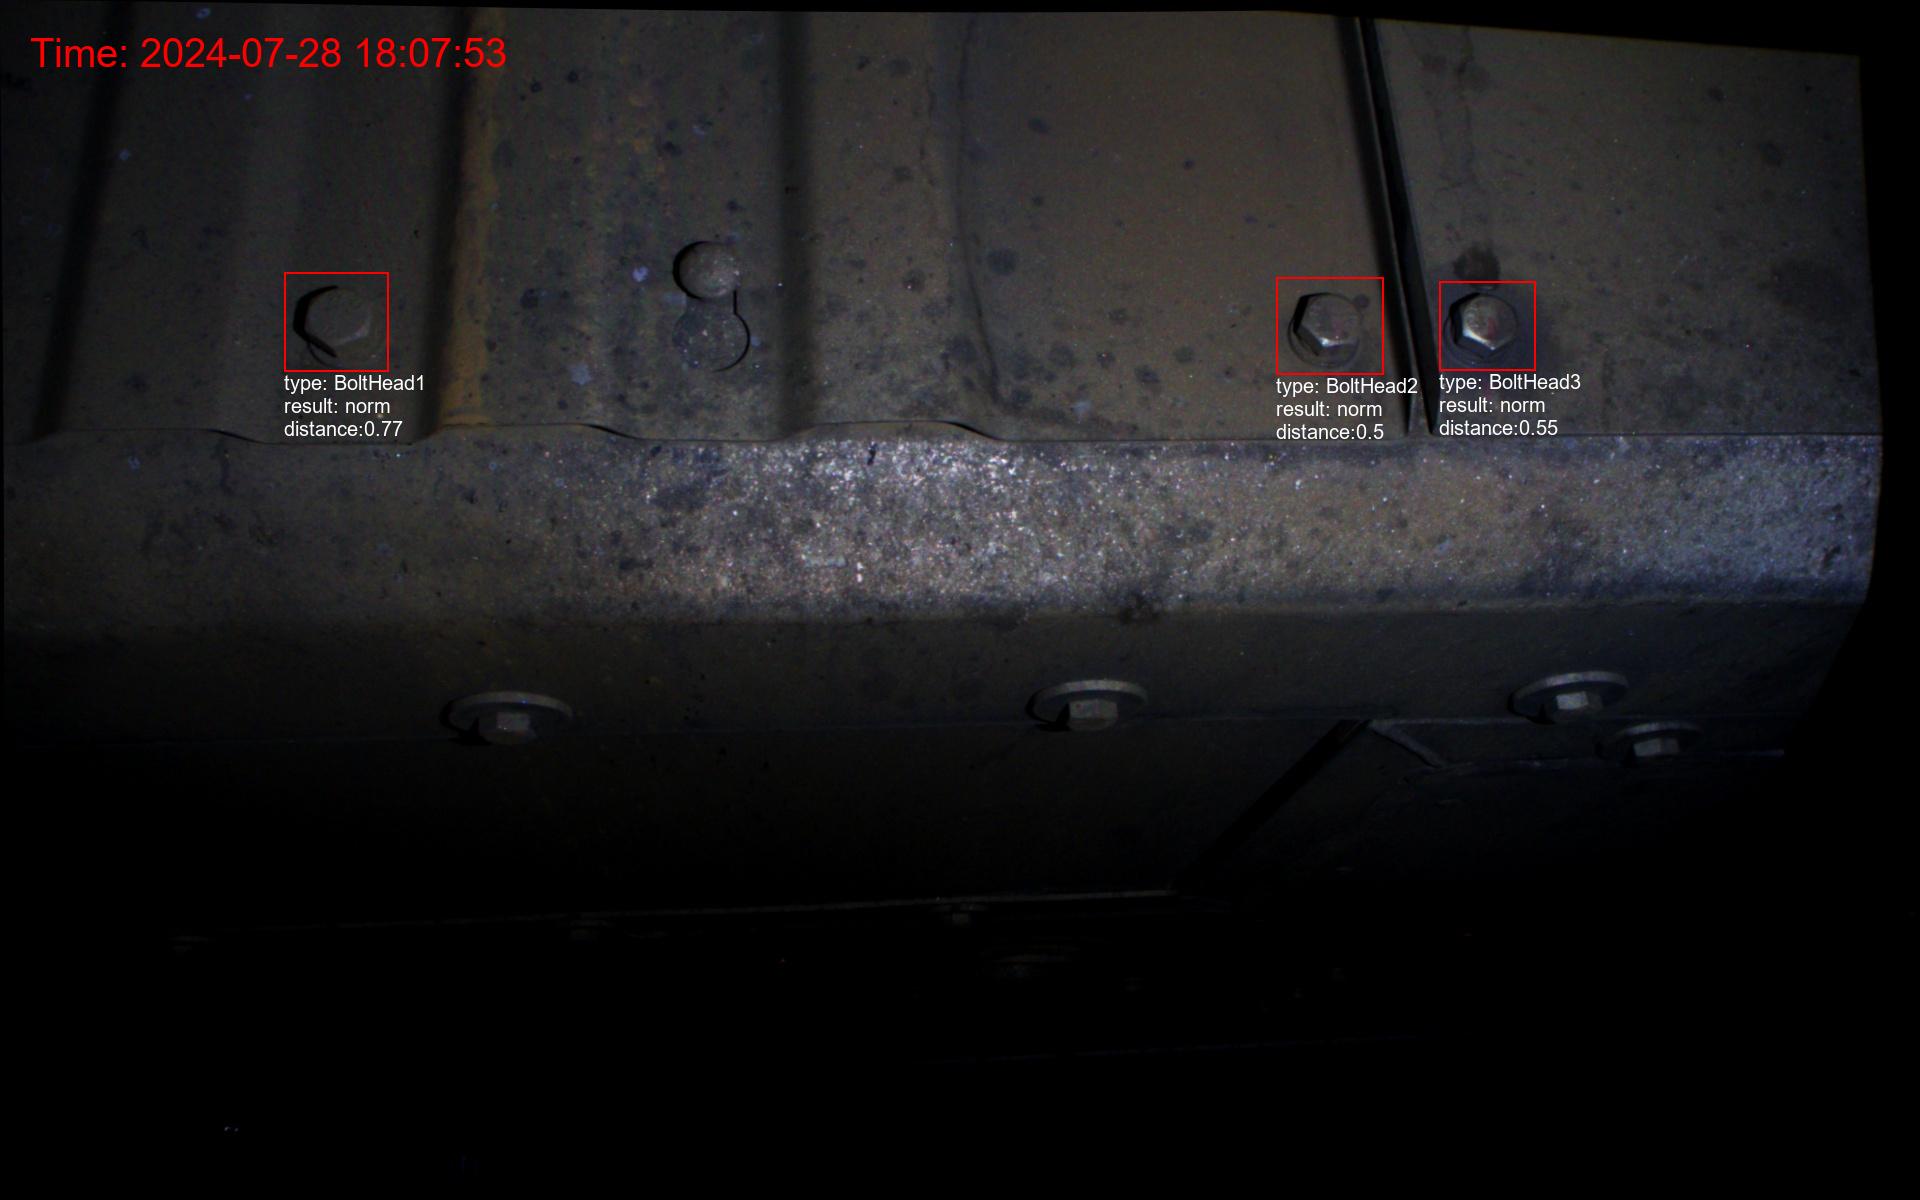 Time: 2024-07-28 18:07:53
type: BoltHead1
result: norm
distance:0.77
type: BoltHead2
result: norm
distance:0.5
type: BoltHead3
result: norm
distance:0.55